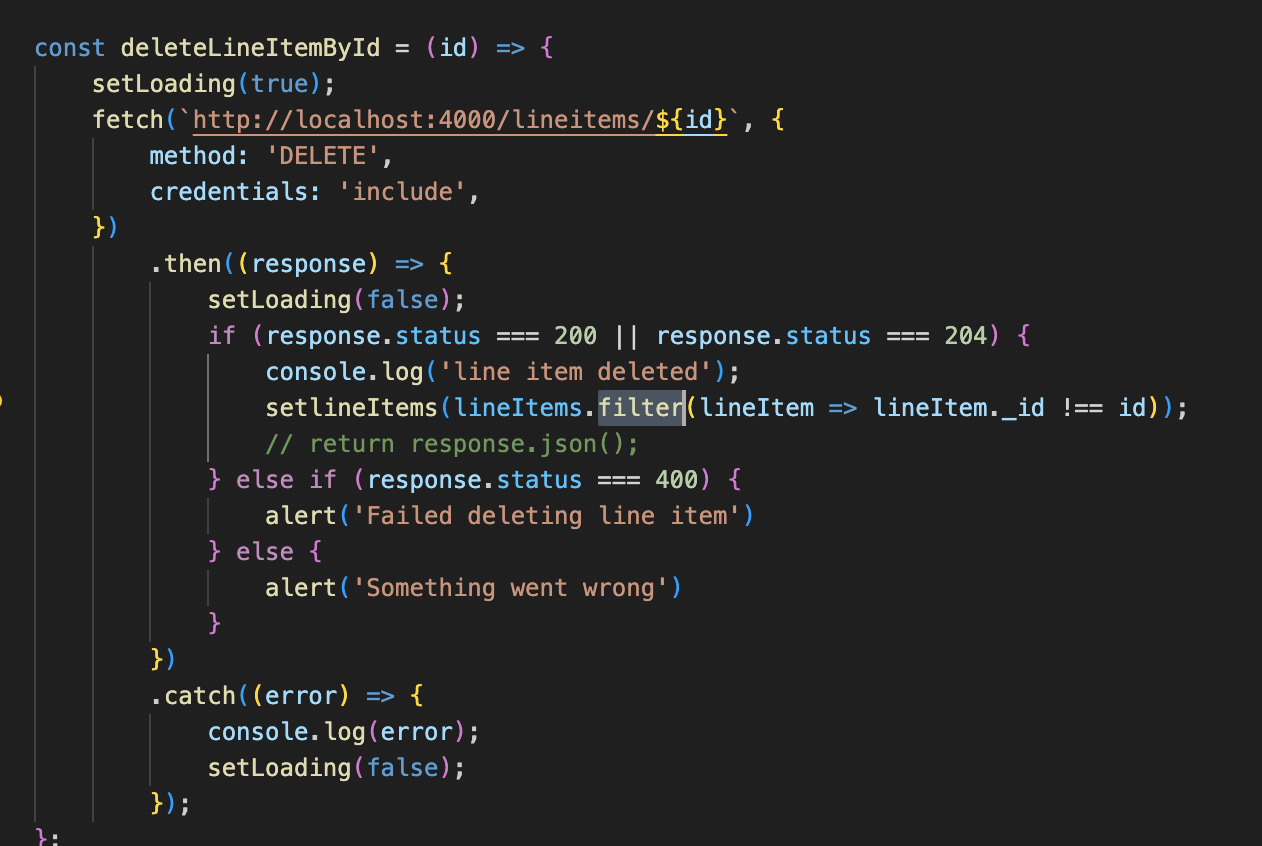 const deleteLineItemById = (id) => {
    setLoading(true);
    fetch(`http://localhost:4000/lineitems/${id}`, {
        method: 'DELETE',
        credentials: 'include',
    })
        .then((response) => {
            setLoading(false);
            if (response.status === 200 || response.status === 204) {
                console.log('line item deleted');
                setlineItems(lineItems.filter(lineItem => lineItem._id !== id));
                // return response.json();
            } else if (response.status === 400) {
                alert('Failed deleting line item')
            } else {
                alert('Something went wrong')
            }
        })
        .catch((error) => {
            console.log(error);
            setLoading(false);
        });
};